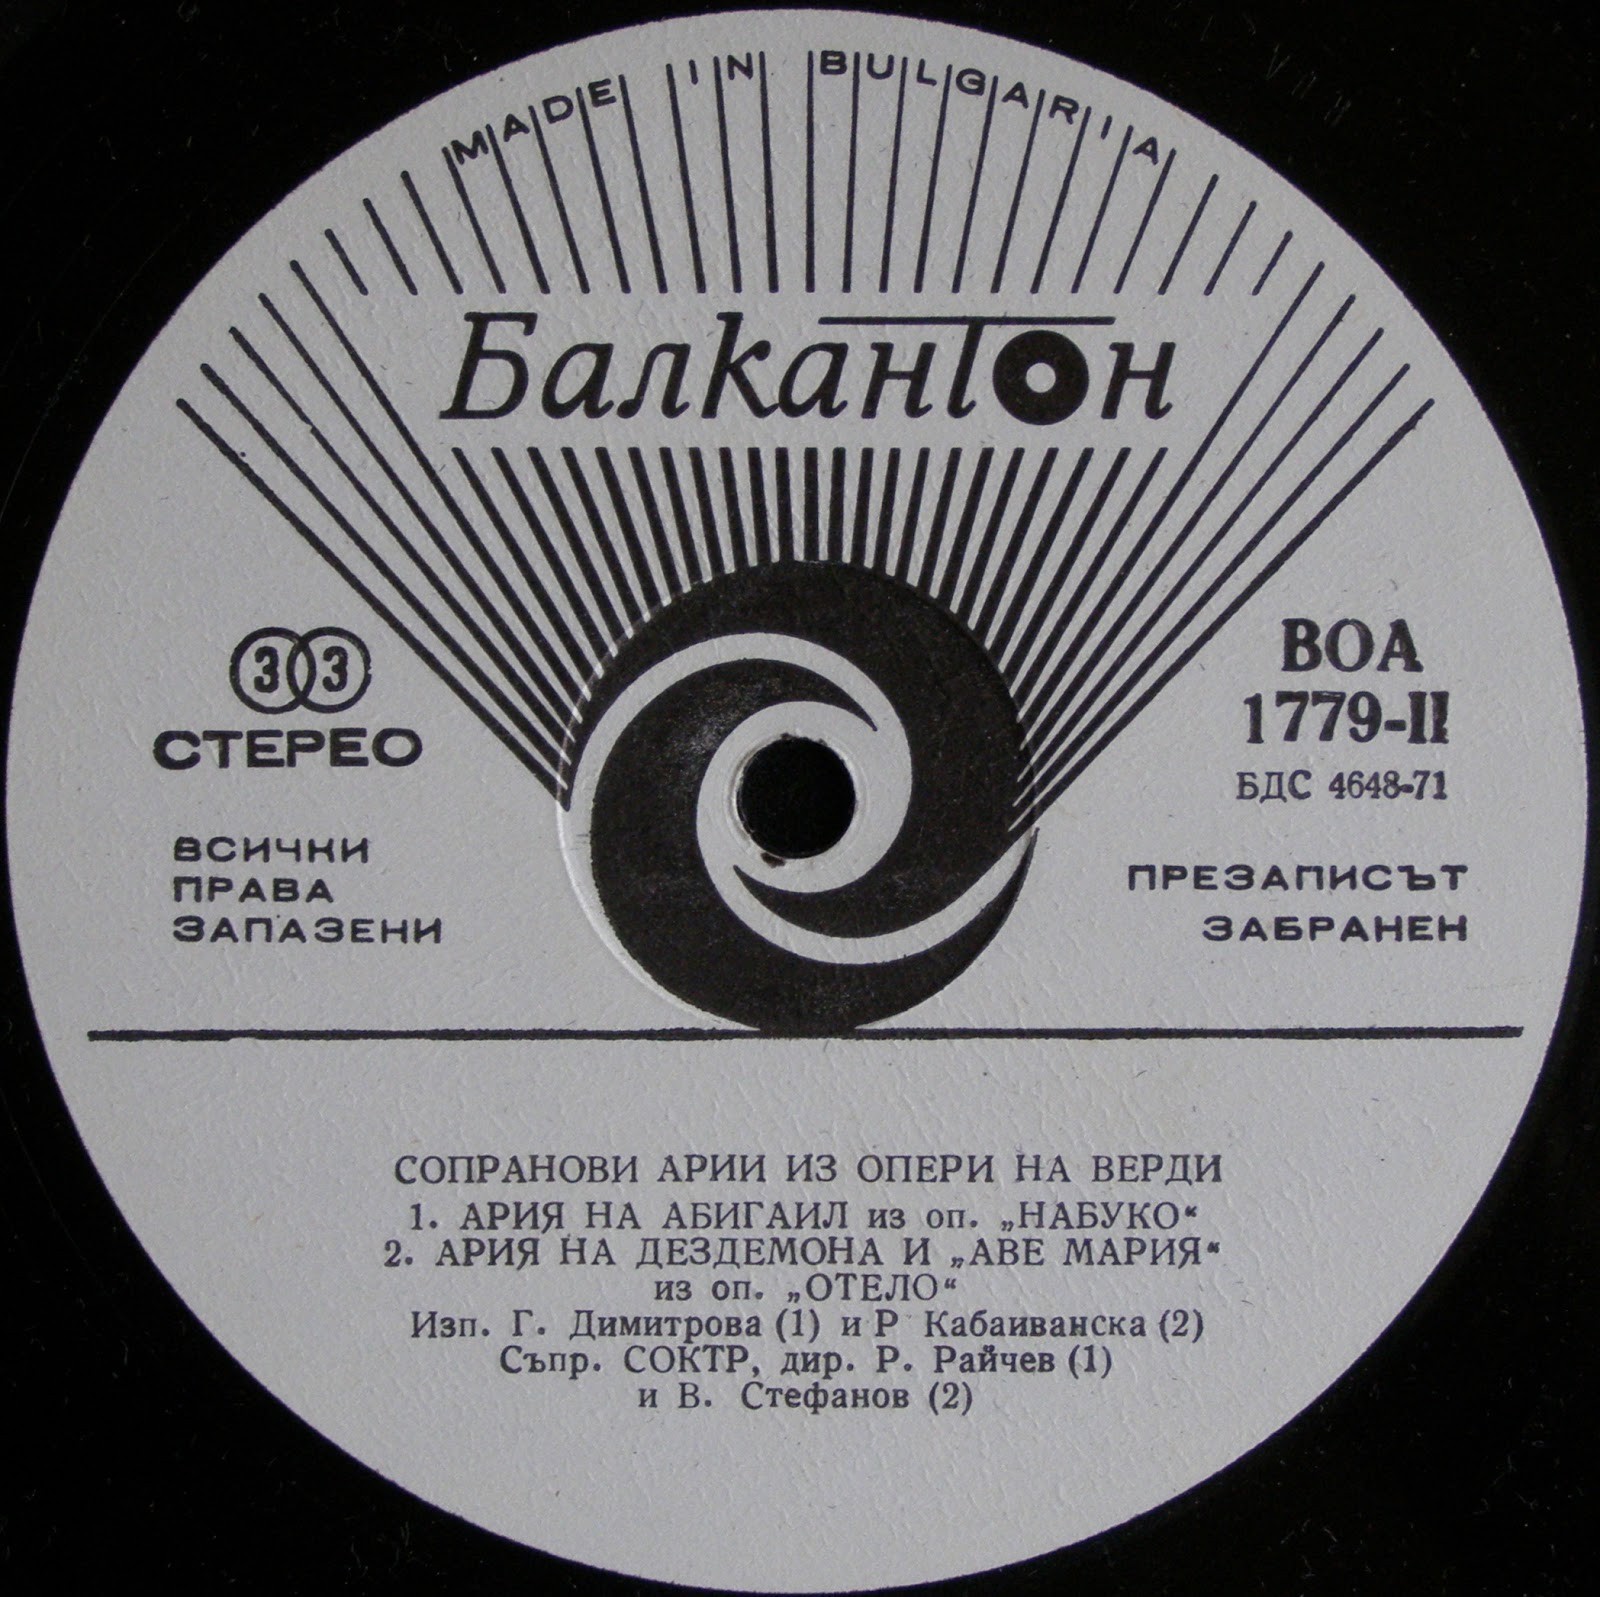 MADE IN BULGARIA
Балкантон
33
СТЕРЕО
ВОА
1779-II
БДС 4648-71
ВСИЧКИ
ПРАВА
ЗАПАЗЕНИ
ПРЕЗАПИСЪТ
ЗАБРАНЕН
СОПРАНОВИ АРИИ ИЗ ОПЕРИ НА ВЕРДИ
1. АРИЯ НА АБИГАИЛ из оп. „НАБУКО“
2. АРИЯ НА ДЕЗДЕМОНА И „АВЕ МАРИЯ“
из оп. „ОТЕЛО“
Изп. Г. Димитрова (1) и Р Кабаиванска (2)
Съпр. СОКТР, дир. Р. Райчев (1)
и В. Стефанов (2)